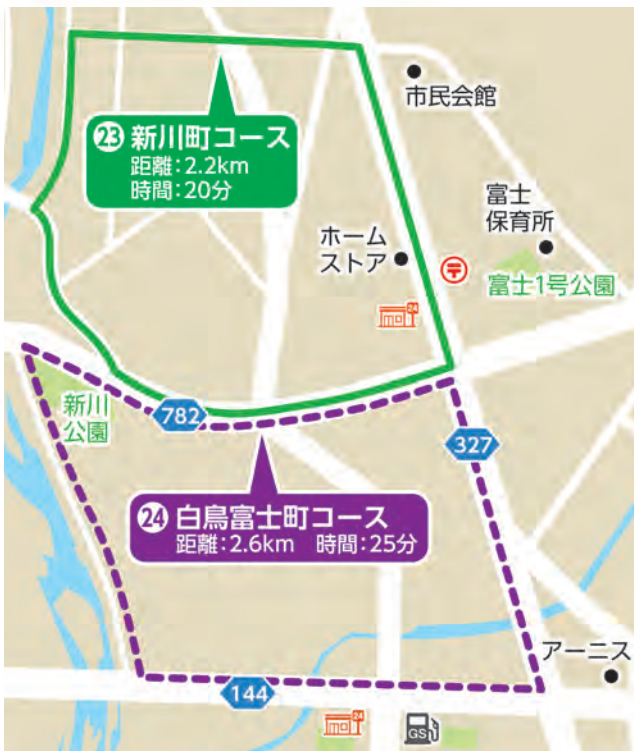 市民会館
㉓ 新川町コース
距離:2.2km
時間:20分
富士
保育所
ホーム
ストア
〒
富士1号公園
24
新川
公園
782
327
㉔ 白鳥富士町コース
距離:2.6km 時間:25分
アーニス
144
24
GS